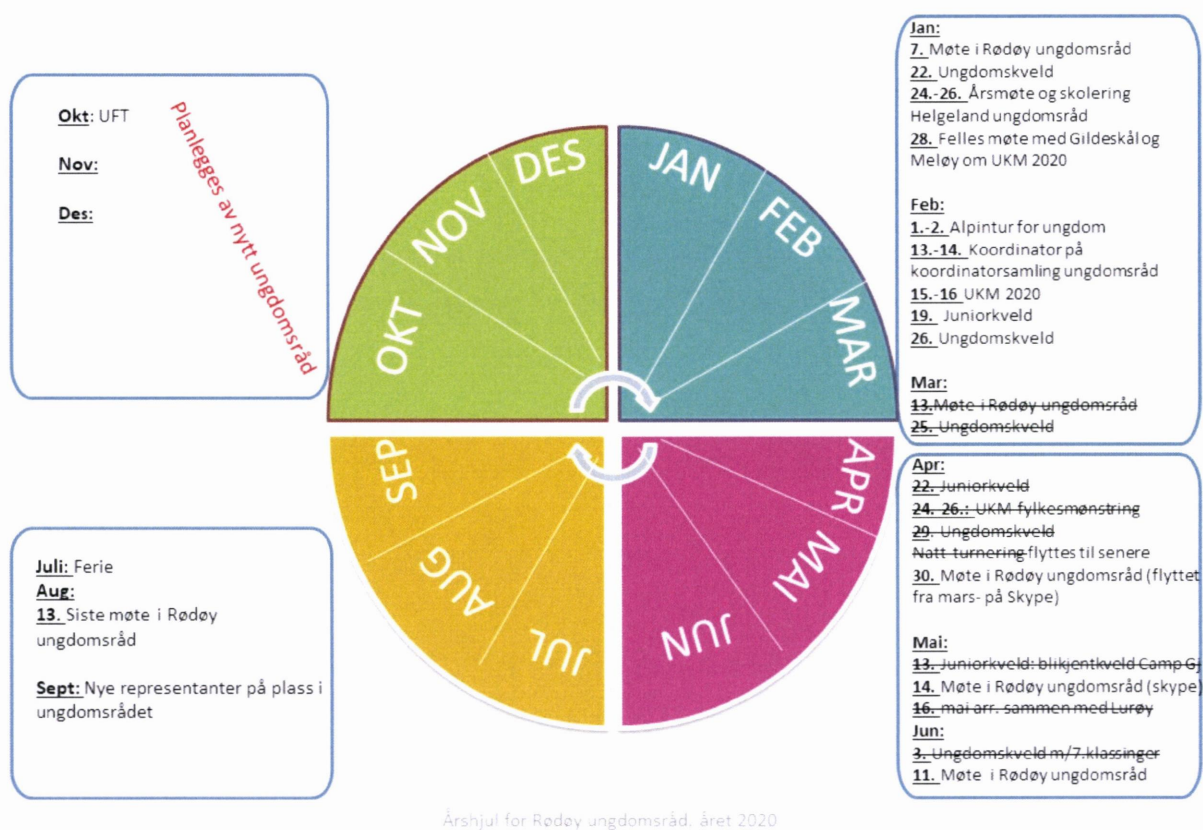 Okt: UFT
Nov:
Des:
Planlegges av nytt ungdomsråd
Juli: Ferie
Aug:
13. Siste møte i Rødøy
ungdomsråd
Sept: Nye representanter på plass i
ungdomsrådet
JAN
FEB
MAR
APR
MAI
JUN
JUL
AUG
SEP
OKT
NOV
DES
Jan:
7. Møte i Rødøy ungdomsråd
22. Ungdomskveld
24.-26. Årsmøte og skolering
Helgeland ungdomsråd
28. Felles møte med Gildeskål og
Meløy om UKM 2020
Feb:
1.-2. Alpintur for ungdom
13.-14. Koordinator på
koordinatorsamling ungdomsråd
15.-16 UKM 2020
19. Juniorkveld
26. Ungdomskveld
Mar:
13. Møte i Rødøy ungdomsråd
25. Ungdomskveld
Apr:
22. Juniorkveld
24. 26.: UKM fylkesmønstring
29. Ungdomskveld
Natt-turnering flyttes til senere
30. Møte i Rødøy ungdomsråd (flyttet
fra mars- på Skype)
Mai:
13. Juniorkveld: blikjentkveld Camp Gj
14. Møte i Rødøy ungdomsråd (skype)
16. mai arr. sammen med Lurøy
Jun:
3. Ungdomskveld m/7.klassinger
11. Møte i Rødøy ungdomsråd
Årshjul for Rødøy ungdomsråd. året 2020